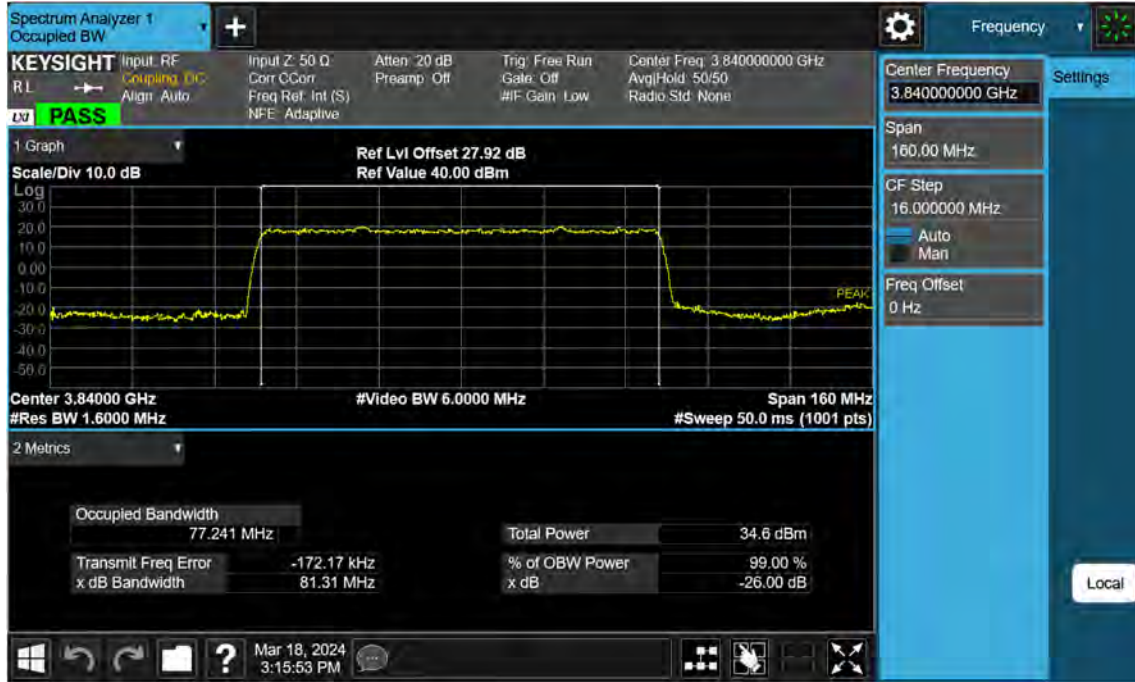 Spectrum Analyzer 1
Occupied BW
+
Frequency
KEYSIGHT
Input: RF
Coupling: DC
Align: Auto
Input Z: 50 Ω
Corr CCorr
Freq Ref: Int (S)
NFE: Adaptive
Atten: 20 dB
Preamp: Off
Trig: Free Run
Gate: Off
#IF Gain: Low
Center Freq: 3.840000000 GHz
Avg|Hold: 50/50
Radio Std: None
RL
LXI
PASS
Center Frequency
3.840000000 GHz
Settings
Span
160.00 MHz
CF Step
16.000000 MHz
Auto
Man
Freq Offset
0 Hz
Local
1 Graph
Scale/Div 10.0 dB
Ref Lvl Offset 27.92 dB
Ref Value 40.00 dBm
Log
30.0
20.0
10.0
0.00
-10.0
-20.0
-30.0
-40.0
-50.0
PEAK
Center 3.84000 GHz
#Video BW 6.0000 MHz
Span 160 MHz
#Res BW 1.6000 MHz
#Sweep 50.0 ms (1001 pts)
2 Metrics
Occupied Bandwidth
77.241 MHz
Total Power 34.6 dBm
Transmit Freq Error -172.17 kHz
% of OBW Power 99.00 %
x dB Bandwidth 81.31 MHz
x dB -26.00 dB
?
Mar 18, 2024
3:15:53 PM